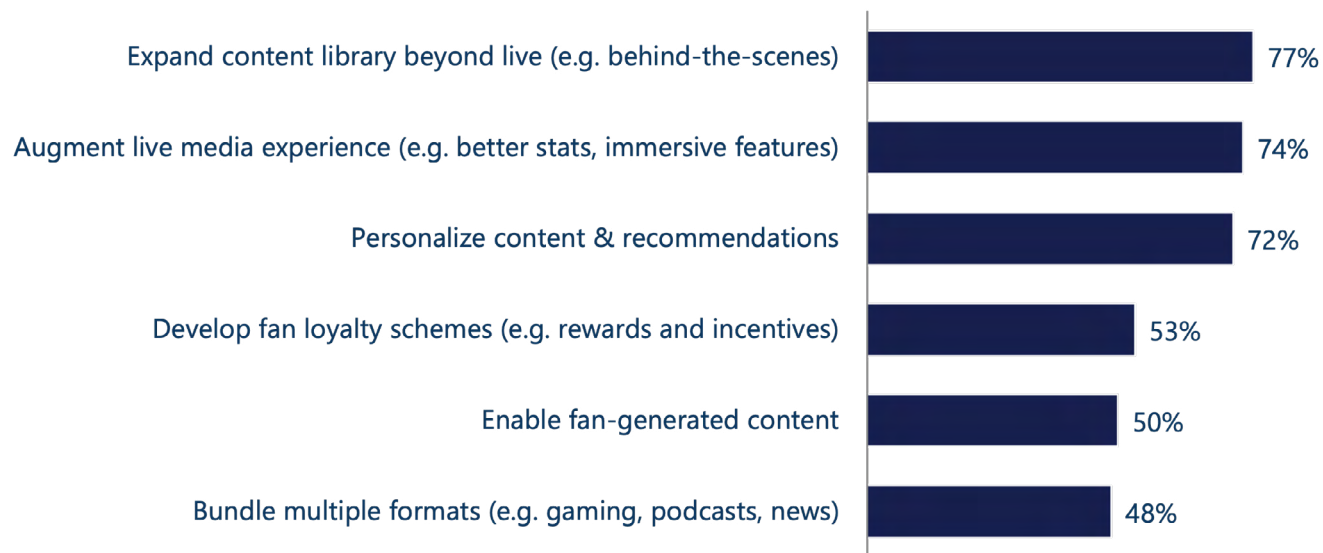 Expand content library beyond live (e.g. behind-the-scenes) 77%
Augment live media experience (e.g. better stats, immersive features) 74%
Personalize content & recommendations 72%
Develop fan loyalty schemes (e.g. rewards and incentives) 53%
Enable fan-generated content 50%
Bundle multiple formats (e.g. gaming, podcasts, news) 48%